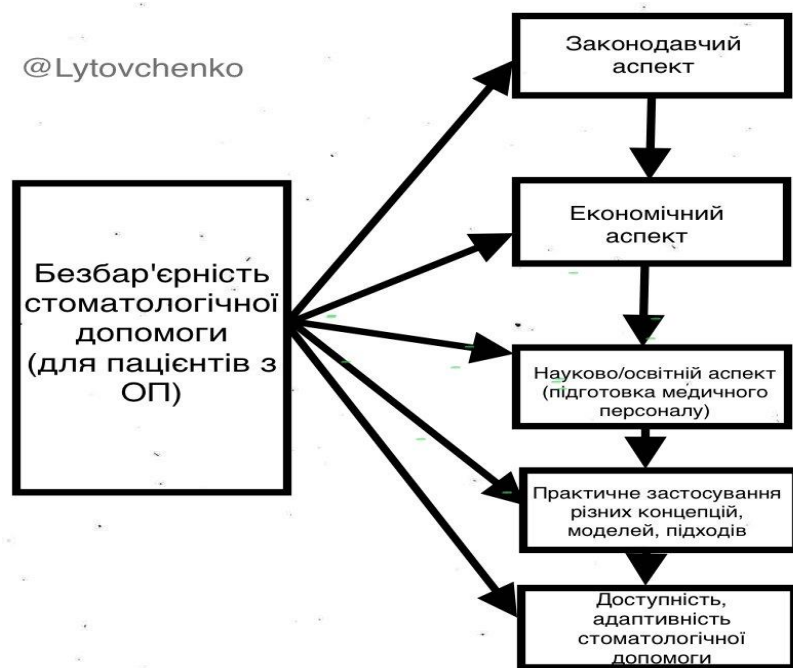 @Lytovchenko
Законодавчий
аспект
Економічний
аспект
Безбар'єрність
стоматологічної
допомоги
(для пацієнтів з
ОП)
Науково/освітній аспект
(підготовка медичного
персоналу)
Практичне застосування
різних концепцій,
моделей, підходів
Доступність,
адаптивність
стоматологічної
допомоги